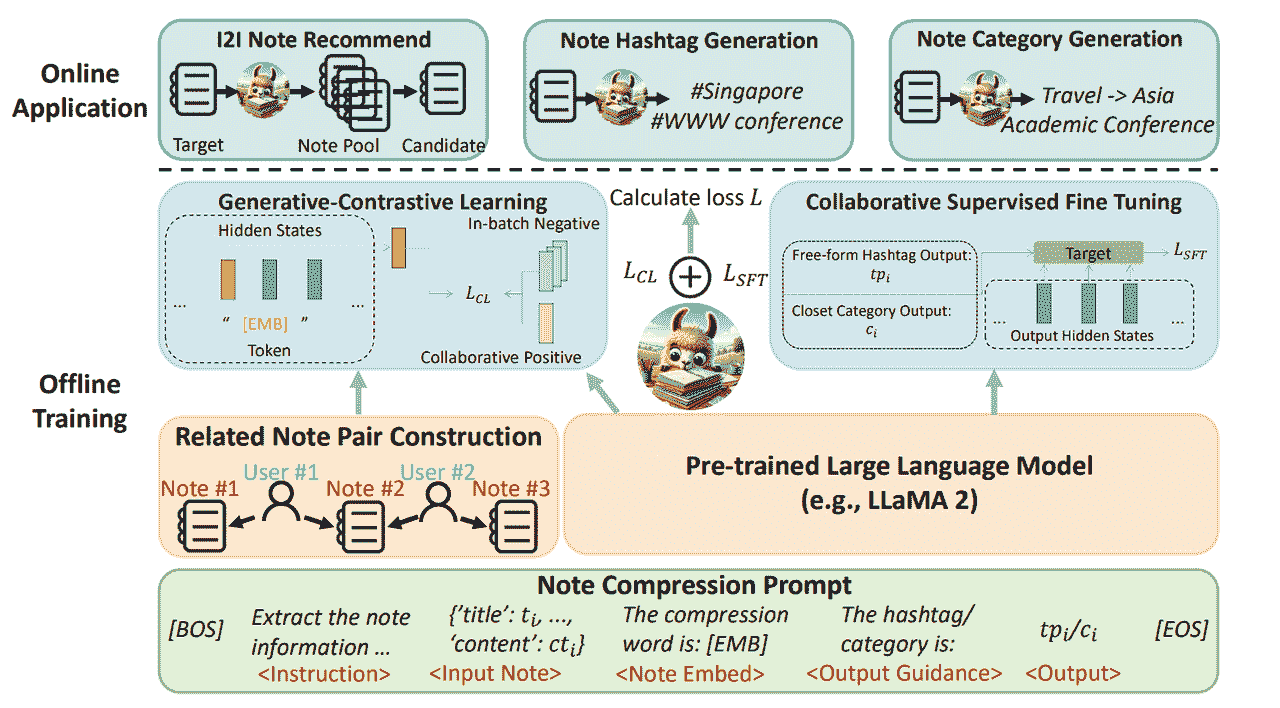 Online
Application
I2I Note Recommend
Target
Note Pool
Candidate
Note Hashtag Generation
#Singapore
#WWW conference
Note Category Generation
Travel -> Asia
Academic Conference
Offline
Training
Generative-Contrastive Learning
Hidden States
...
...
“ [EMB] ”
Token
In-batch Negative
L_CL
Collaborative Positive
Calculate loss L
L_CL
+
L_SFT
Collaborative Supervised Fine Tuning
Free-form Hashtag Output:
tp_i
Closet Category Output:
c_i
Target
L_SFT
...
...
Output Hidden States
Related Note Pair Construction
User #1
User #2
Note #1
Note #2
Note #3
Pre-trained Large Language Model
(e.g., LLaMA 2)
Note Compression Prompt
[BOS]
Extract the note
information ...
<Instruction>
{'title': t_i, ...,
‘content’: ct_i}
<Input Note>
The compression
word is: [EMB]
<Note Embed>
The hashtag/
category is:
<Output Guidance>
tp_i/c_i
<Output>
[EOS]